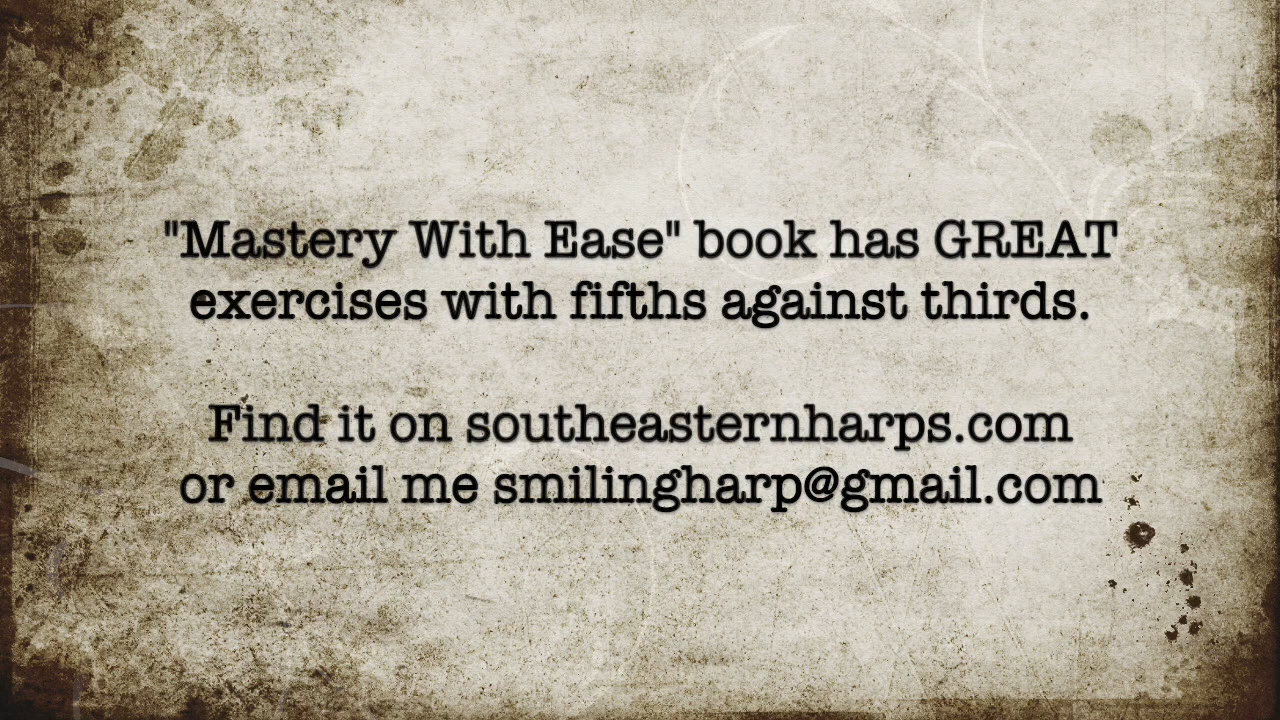 "Mastery With Ease" book has GREAT
exercises with fifths against thirds.
Find it on southeasternharps.com
or email me smilingharp@gmail.com